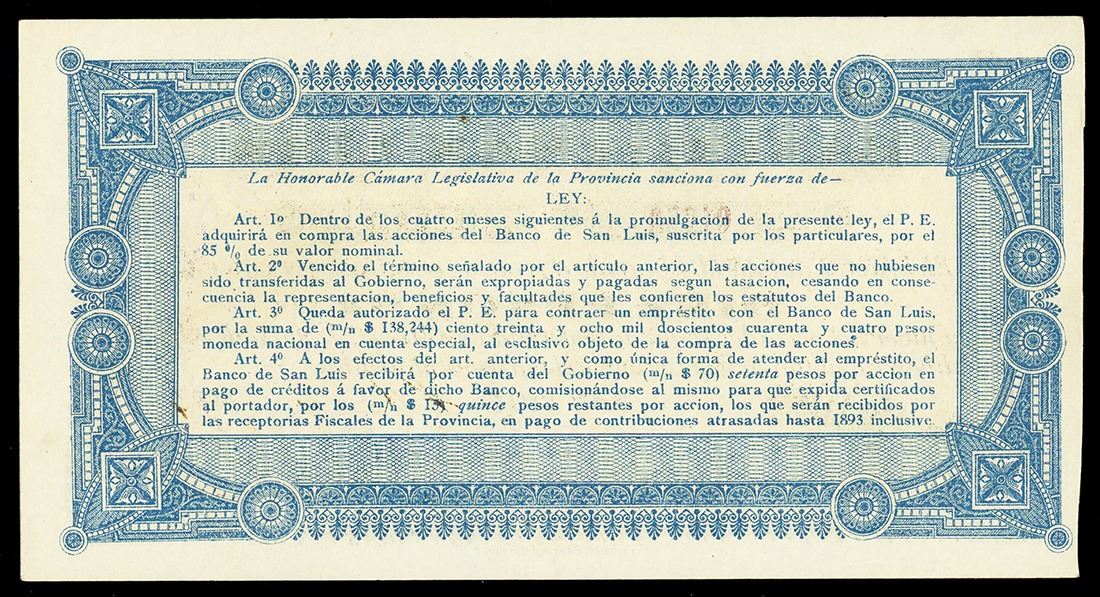 La Honorable Cámara Legislativa de la Provincia sanciona con fuerza de—
LEY:
Art. 1º Dentro de los cuatro meses siguientes á la promulgacion de la presente ley, el P. E.
adquirirá en compra las acciones del Banco de San Luis, suscrita por los particulares, por el
85 % de su valor nominal.
Art. 2º Vencido el término señalado por el artículo anterior, las acciones que no hubiesen
sido transferidas al Gobierno, serán expropiadas y pagadas segun tasacion, cesando en conse-
cuencia la representacion, beneficios y facultades que les confieren los estatutos del Banco.
Art. 3º Queda autorizado el P. E. para contraer un empréstito con el Banco de San Luis,
por la suma de (m/n $ 138,244) ciento treinta y ocho mil doscientos cuarenta y cuatro pesos
moneda nacional en cuenta especial, al esclusivo objeto de la compra de las acciones.
Art. 4º A los efectos del art. anterior, y como única forma de atender al empréstito, el
Banco de San Luis recibirá por cuenta del Gobierno (m/n $ 70) setenta pesos por accion en
pago de créditos á favor de dicho Banco, comisionándose al mismo para que expida certificados
al portador, por los (m/n $ 15) quince pesos restantes por accion, los que serán recibidos por
las receptorias Fiscales de la Provincia, en pago de contribuciones atrasadas hasta 1893 inclusive.